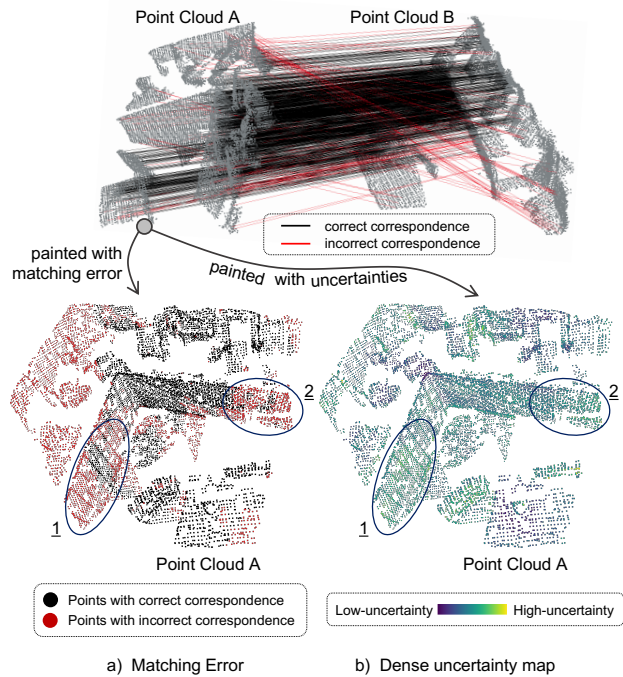 Point Cloud A
Point Cloud B
correct correspondence
incorrect correspondence
painted with
matching error
painted with uncertainties
2
2
1
1
Point Cloud A
Point Cloud A
Points with correct correspondence
Points with incorrect correspondence
Low-uncertainty
High-uncertainty
a) Matching Error
b) Dense uncertainty map